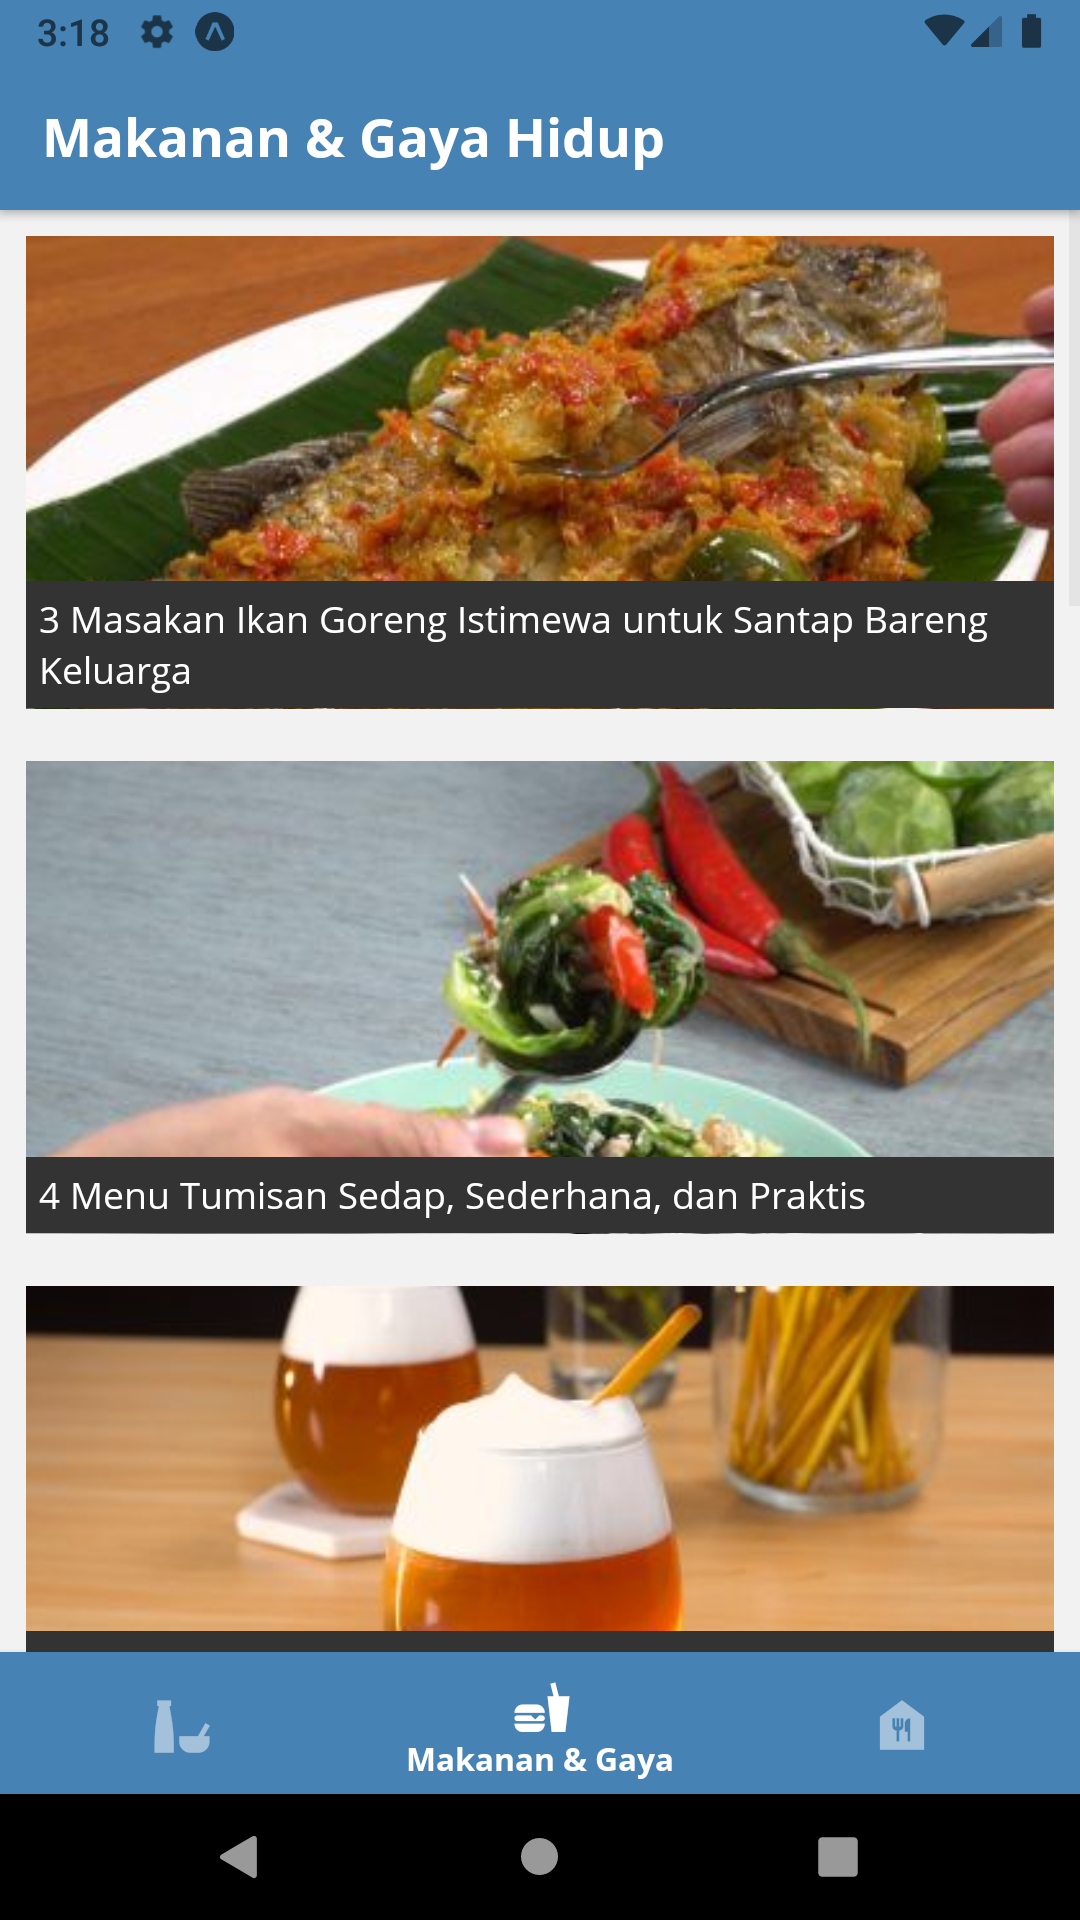 3:18
Makanan & Gaya Hidup
3 Masakan Ikan Goreng Istimewa untuk Santap Bareng
Keluarga
4 Menu Tumisan Sedap, Sederhana, dan Praktis
Makanan & Gaya